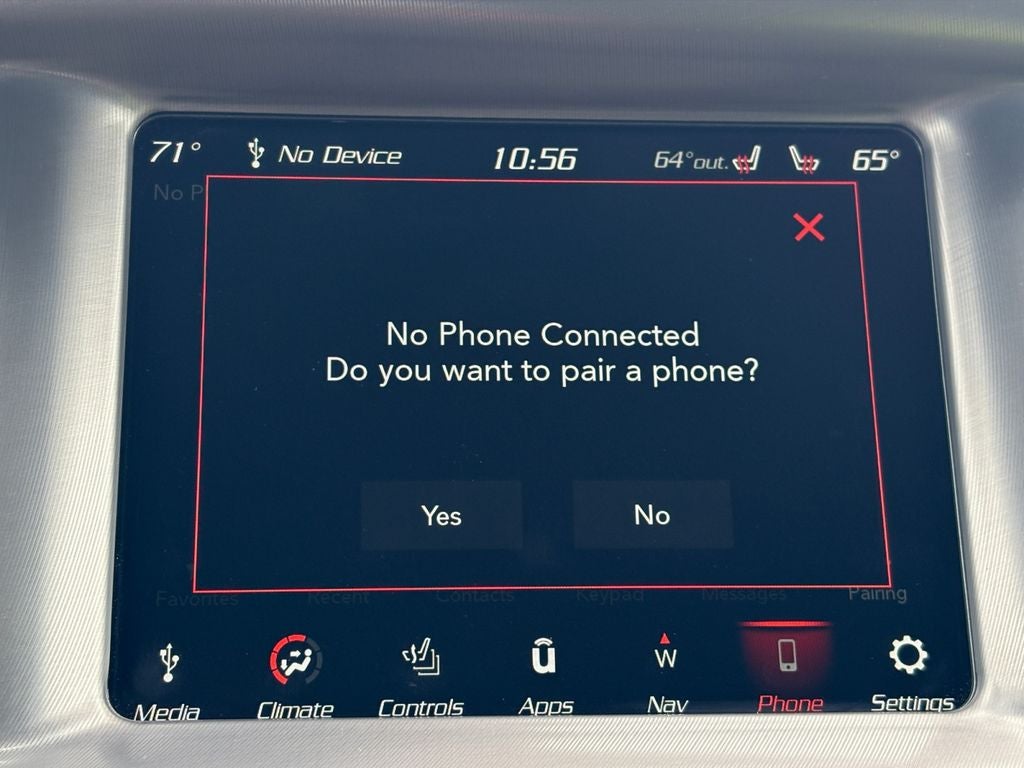 71° No Device 10:56 64°out. 65°
No P
No Phone Connected
Do you want to pair a phone?
Yes No
Favorites Recent Contacts Keypad Messages Pairing
W
Media Climate Controls Apps Nav Phone Settings